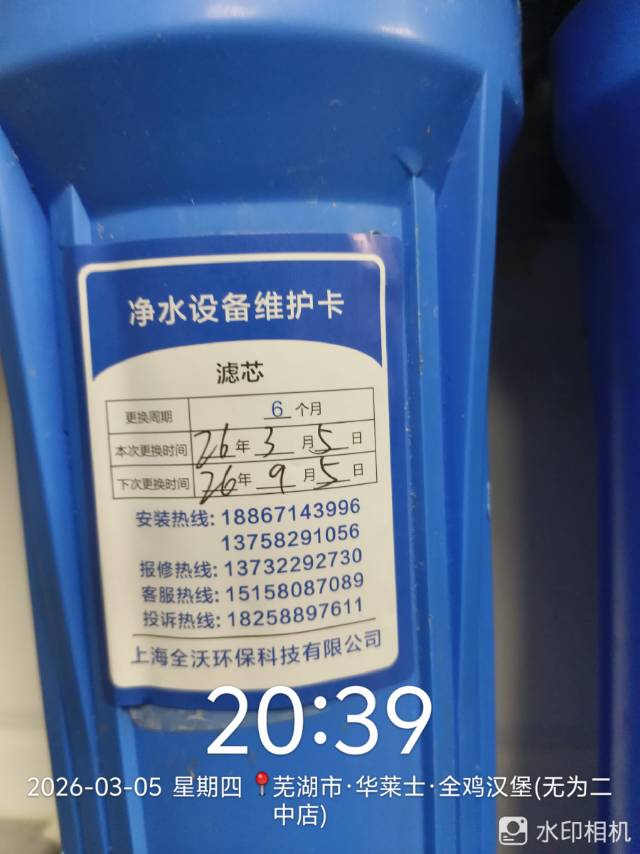 净水设备维护卡
滤芯
更换周期 6 个月
本次更换时间 26 年 3 月 5 日
下次更换时间 26 年 9 月 5 日
安装热线: 18867143996
13758291056
报修热线: 13732292730
客服热线: 15158087089
投诉热线: 18258897611
上海全沃环保科技有限公司
20:39
2026-03-05 星期四 芜湖市·华莱士·全鸡汉堡(无为二
中店)
水印相机